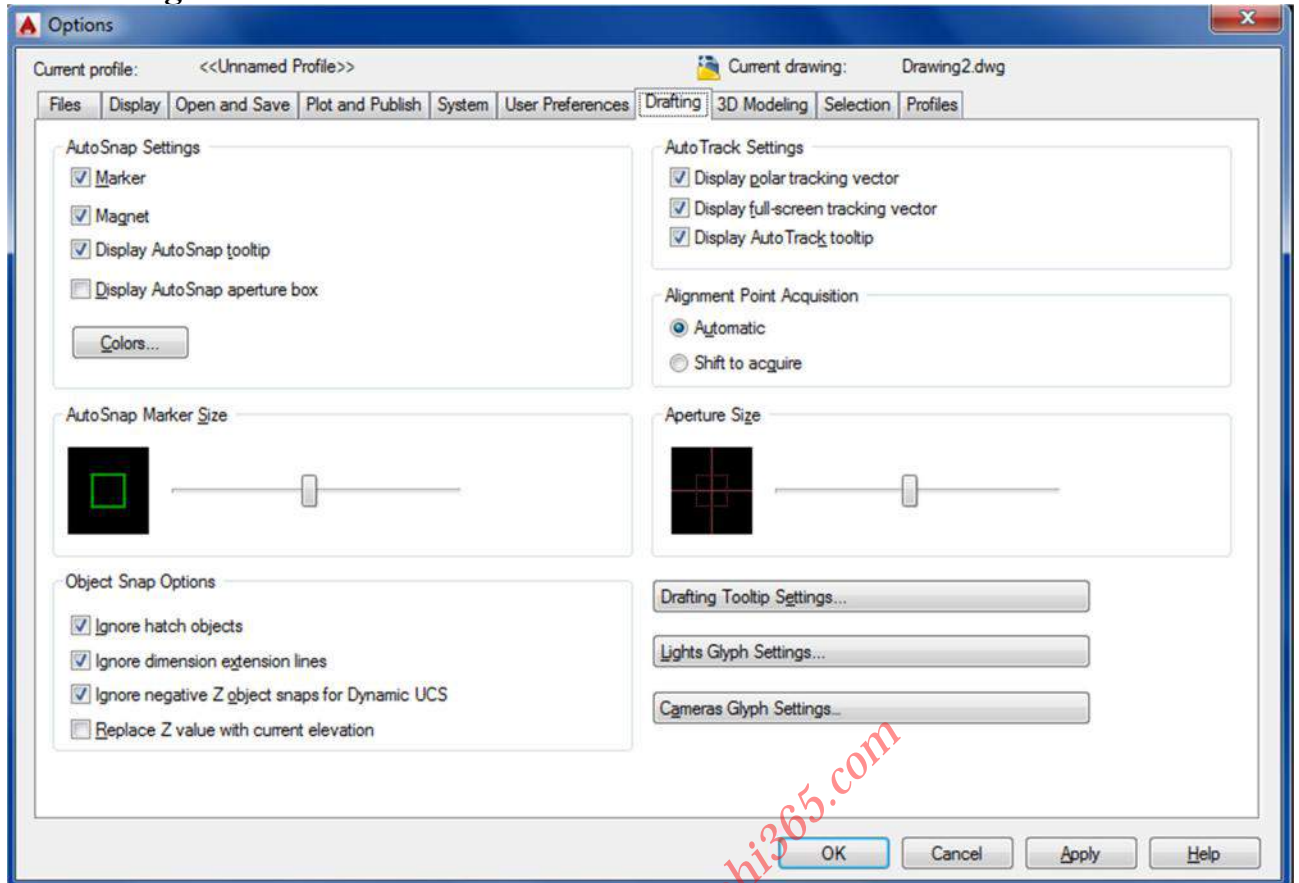 Options
Current profile: <<Unnamed Profile>> Current drawing: Drawing2.dwg
Files Display Open and Save Plot and Publish System User Preferences Drafting 3D Modeling Selection Profiles
AutoSnap Settings
Marker
Magnet
Display AutoSnap tooltip
Display AutoSnap aperture box
Colors...
AutoTrack Settings
Display polar tracking vector
Display full-screen tracking vector
Display AutoTrack tooltip
Alignment Point Acquisition
Automatic
Shift to acquire
AutoSnap Marker Size
Aperture Size
Object Snap Options
Ignore hatch objects
Ignore dimension extension lines
Ignore negative Z object snaps for Dynamic UCS
Replace Z value with current elevation
Drafting Tooltip Settings...
Lights Glyph Settings...
Cameras Glyph Settings...
hi365.com
OK Cancel Apply Help